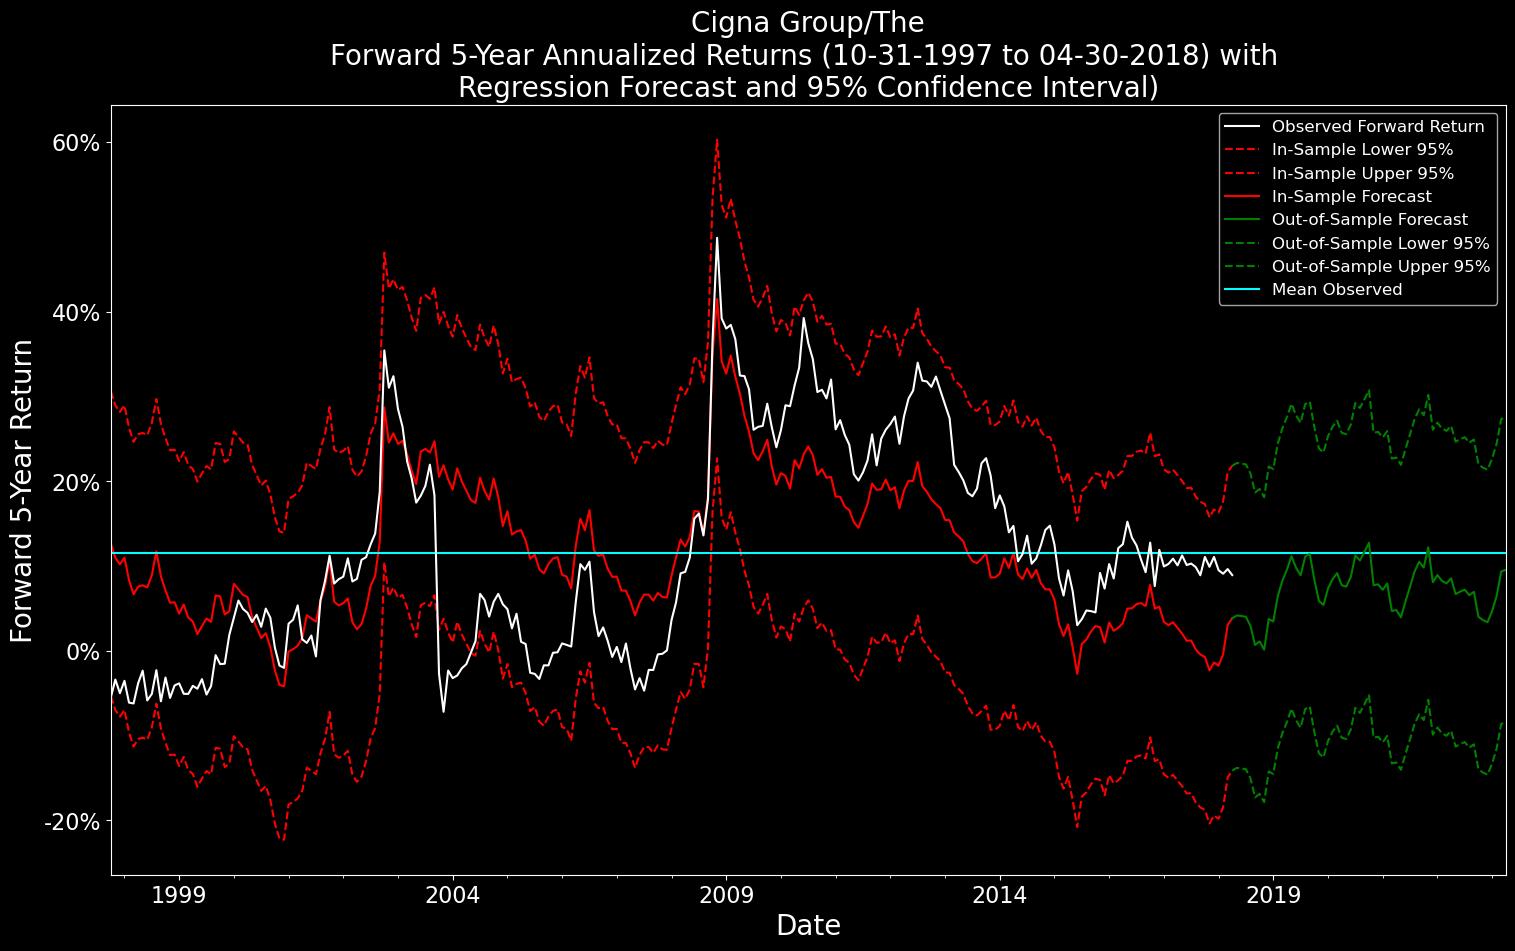 Cigna Group/The
Forward 5-Year Annualized Returns (10-31-1997 to 04-30-2018) with
Regression Forecast and 95% Confidence Interval)
Forward 5-Year Return
60%
40%
20%
0%
-20%
Observed Forward Return
In-Sample Lower 95%
In-Sample Upper 95%
In-Sample Forecast
Out-of-Sample Forecast
Out-of-Sample Lower 95%
Out-of-Sample Upper 95%
Mean Observed
1999
2004
2009
2014
2019
Date